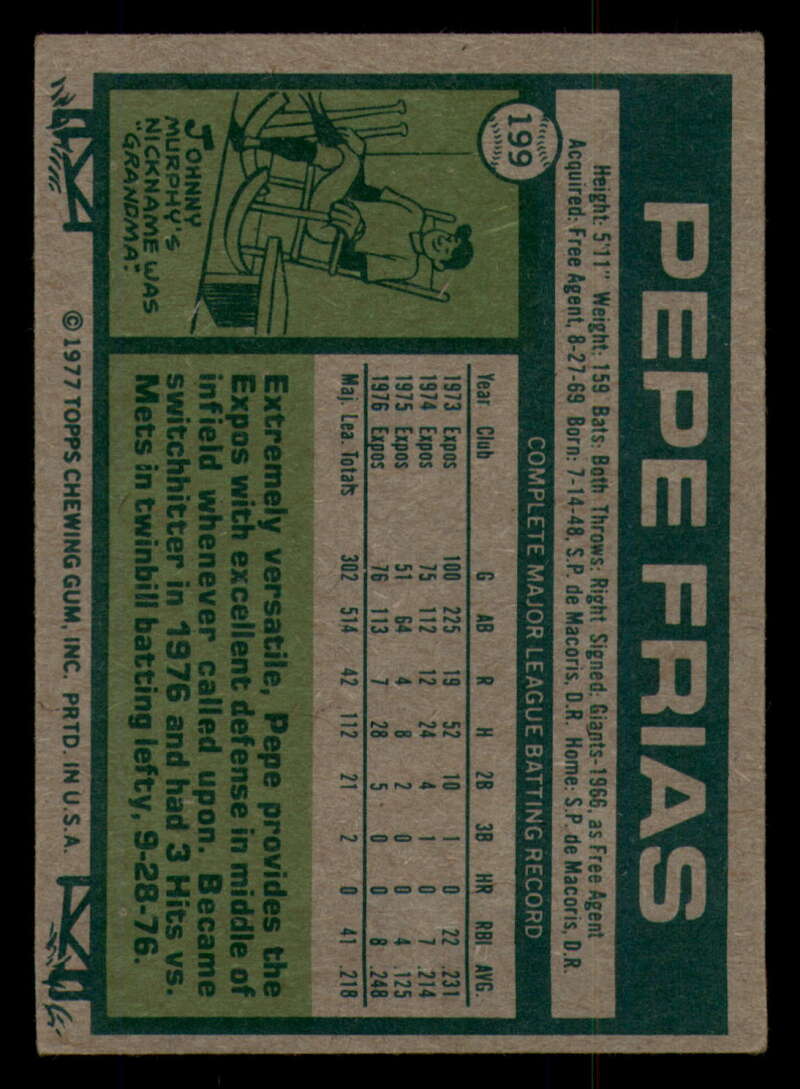 199
PEPE FRIAS
Height: 5'11" Weight: 159 Bats: Both Throws: Right Signed: Giants-1966, as Free Agent
Acquired: Free Agent, 8-27-69 Born: 7-14-48, S.P. de Macoris, D.R. Home: S.P. de Macoris, D.R.
COMPLETE MAJOR LEAGUE BATTING RECORD
Year Club G AB R H 2B 3B HR RBI AVG.
1973 Expos 100 225 19 52 10 1 0 22 .231
1974 Expos 75 112 12 24 4 1 0 7 .214
1975 Expos 51 64 4 8 2 0 0 4 .125
1976 Expos 76 113 7 28 5 0 0 8 .248
Maj. Lea. Totals 302 514 42 112 21 2 0 41 .218
JOHNNY
MURPHY'S
NICKNAME WAS
"GRANDMA."
Extremely versatile, Pepe provides the
Expos with excellent defense in middle of
infield whenever called upon. Became
switchhitter in 1976 and had 3 Hits vs.
Mets in twinbill batting lefty, 9-28-76.
© 1977 TOPPS CHEWING GUM, INC. PRTD. IN U.S.A.